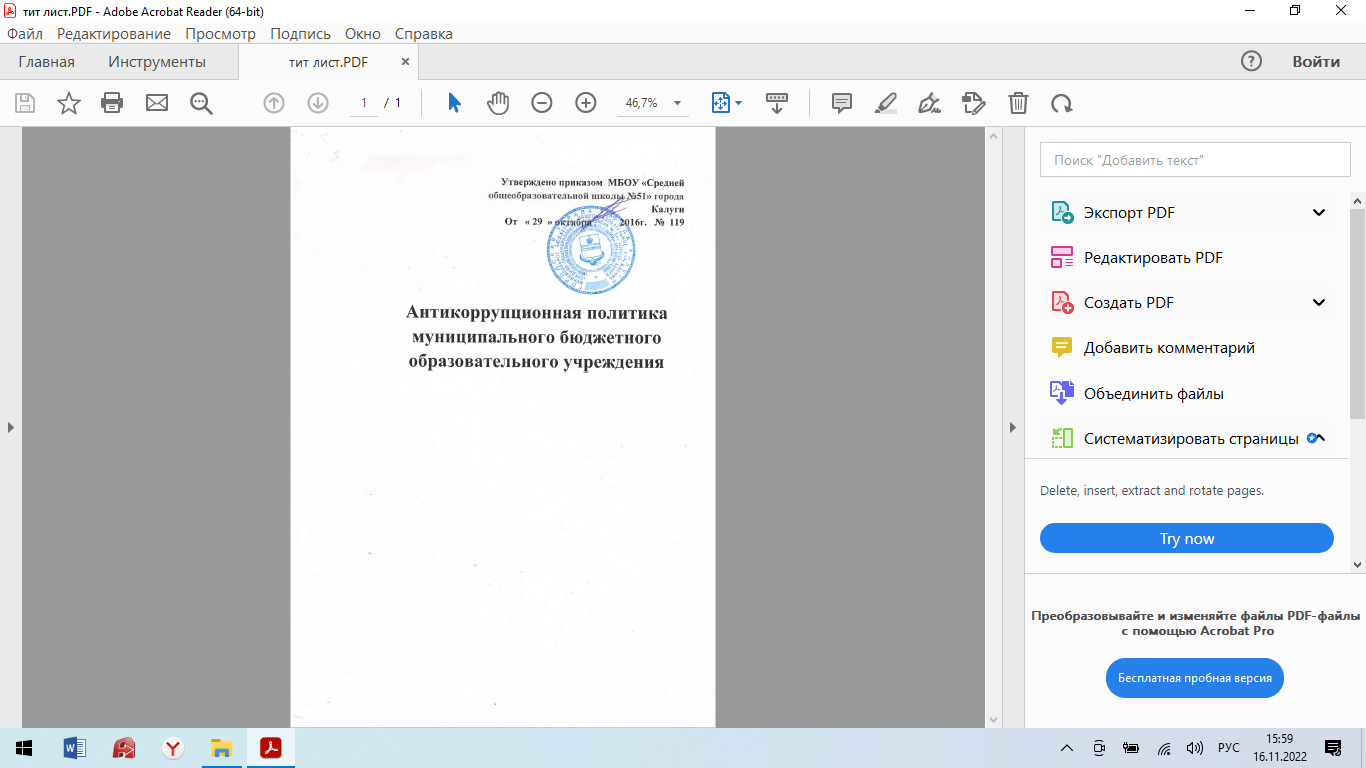 тит лист.PDF - Adobe Acrobat Reader (64-bit)
Файл Редактирование Просмотр Подпись Окно Справка
Главная Инструменты тит лист.PDF × Войти
1 / 1 46,7%
Утверждено приказом МБОУ «Средней
общеобразовательной школы №51» города
Калуги
От « 29 » октября 2016г. № 119
Антикоррупционная политика
муниципального бюджетного
образовательного учреждения
Поиск "Добавить текст"
Экспорт PDF
Редактировать PDF
Создать PDF
Добавить комментарий
Объединить файлы
Систематизировать страницы
Delete, insert, extract and rotate pages.
Try now
Преобразовывайте и изменяйте файлы PDF-файлы
с помощью Acrobat Pro
Бесплатная пробная версия
РУС
15:59
16.11.2022